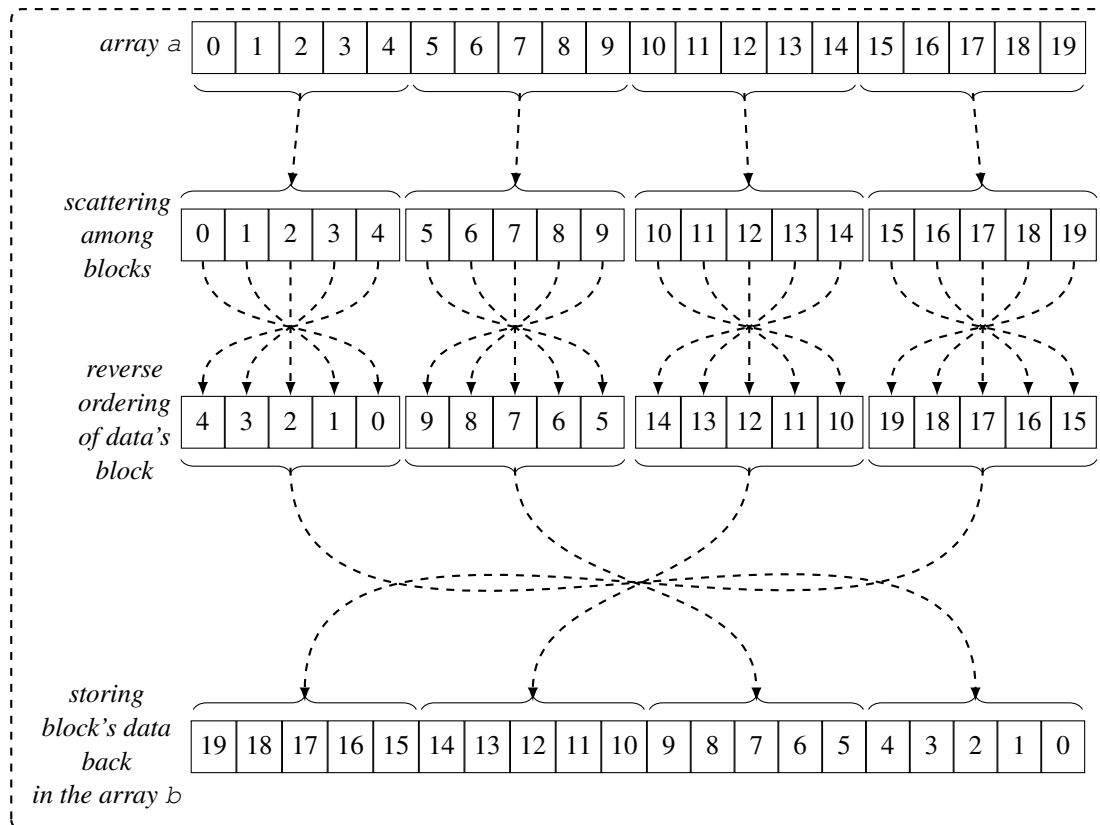 array a 0 1 2 3 4 5 6 7 8 9 10 11 12 13 14 15 16 17 18 19
scattering
among
blocks
0 1 2 3 4 5 6 7 8 9 10 11 12 13 14 15 16 17 18 19
reverse
ordering
of data's
block
4 3 2 1 0 9 8 7 6 5 14 13 12 11 10 19 18 17 16 15
storing
block's data
back
in the array b
19 18 17 16 15 14 13 12 11 10 9 8 7 6 5 4 3 2 1 0